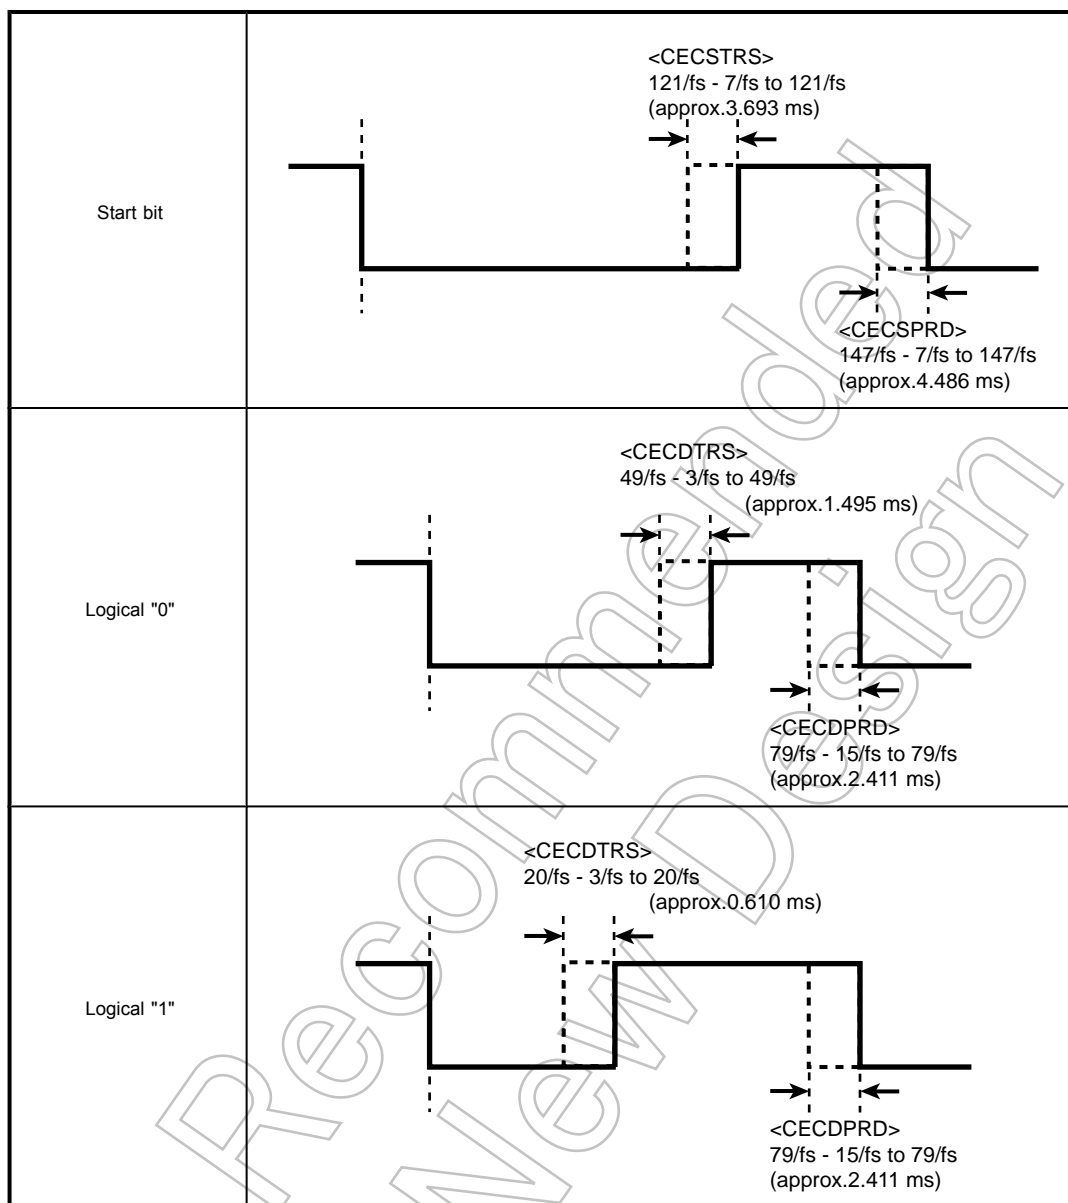 <CECSTRS>
121/fs - 7/fs to 121/fs
(approx.3.693 ms)
Start bit
<CECSPRD>
147/fs - 7/fs to 147/fs
(approx.4.486 ms)
<CECDTRS>
49/fs - 3/fs to 49/fs
(approx.1.495 ms)
Logical "0"
<CECDPRD>
79/fs - 15/fs to 79/fs
(approx.2.411 ms)
<CECDTRS>
20/fs - 3/fs to 20/fs
(approx.0.610 ms)
Logical "1"
<CECDPRD>
79/fs - 15/fs to 79/fs
(approx.2.411 ms)
Recommended
New Design